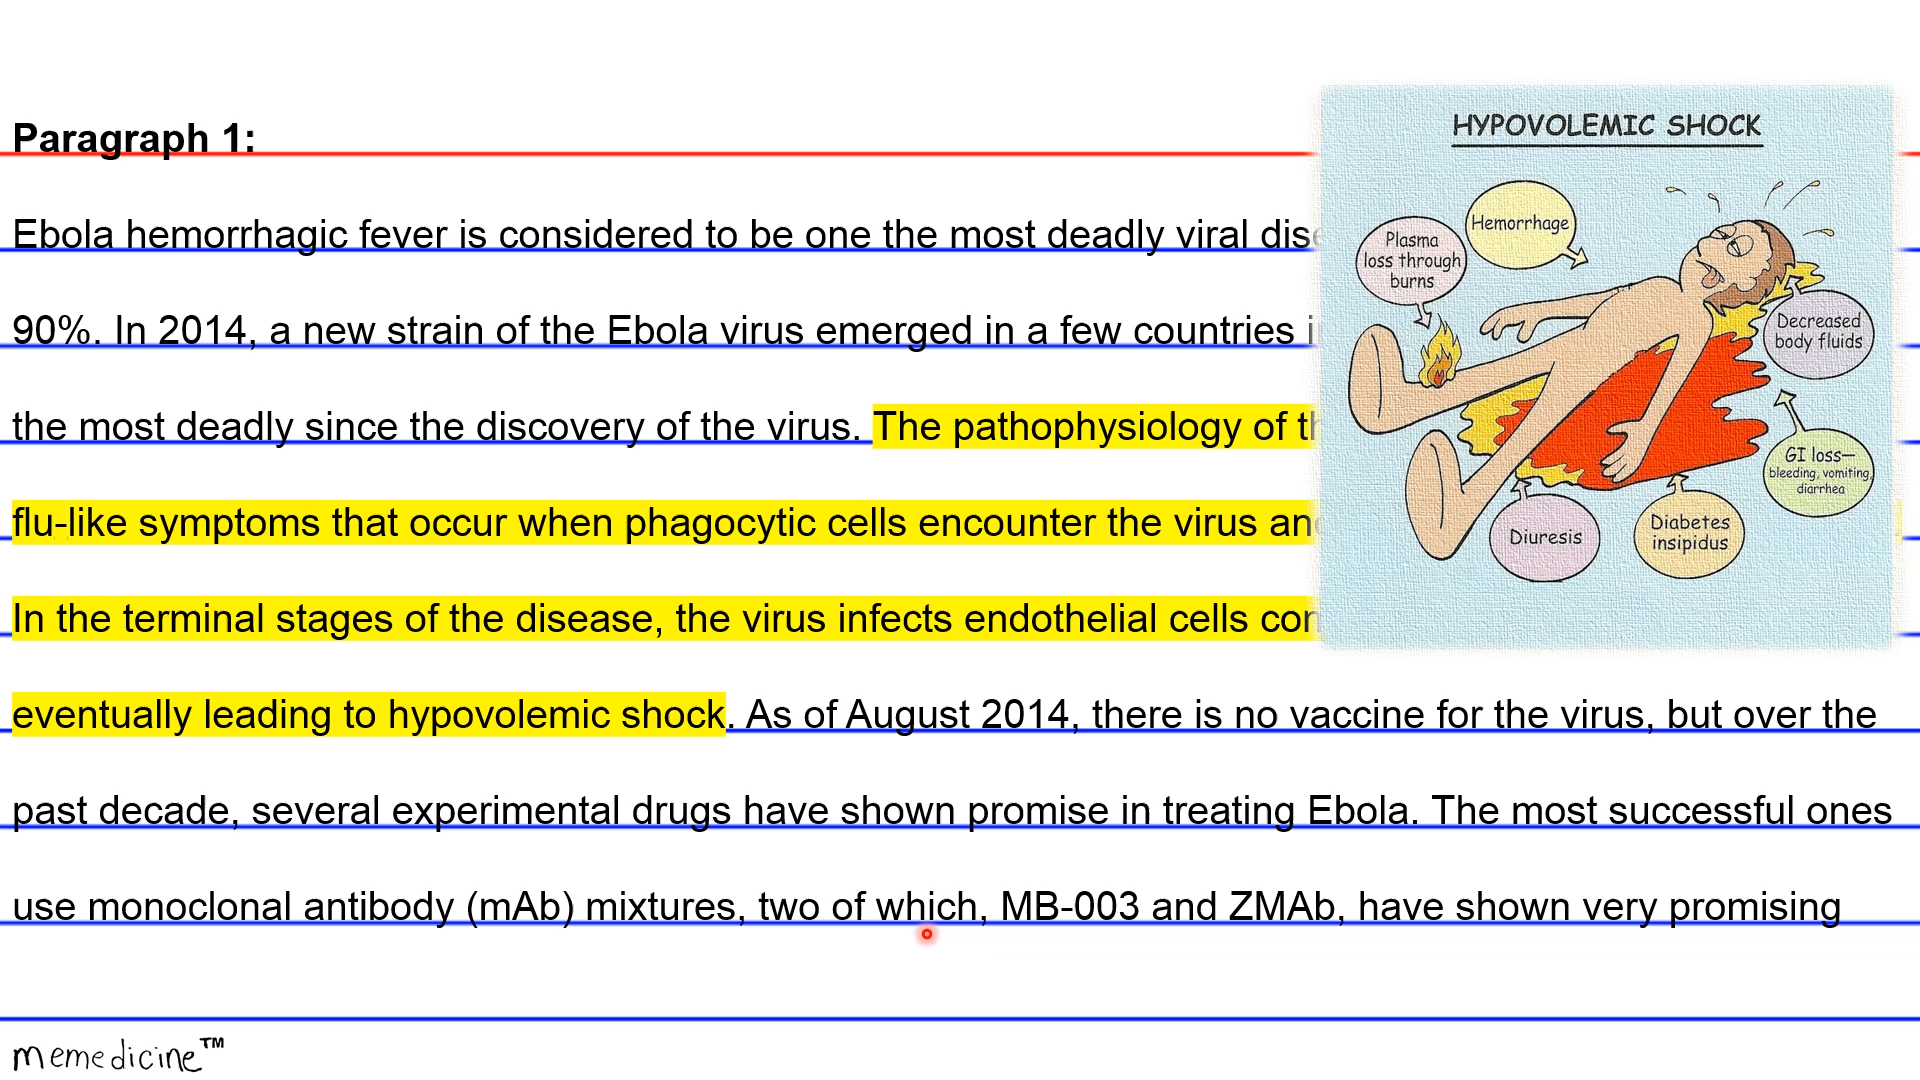 Paragraph 1:
Ebola hemorrhagic fever is considered to be one the most deadly viral
90%. In 2014, a new strain of the Ebola virus emerged in a few countries
the most deadly since the discovery of the virus. The pathophysiology of
flu-like symptoms that occur when phagocytic cells encounter the virus
In the terminal stages of the disease, the virus infects endothelial cells
eventually leading to hypovolemic shock. As of August 2014, there is no vaccine for the virus, but over the
past decade, several experimental drugs have shown promise in treating Ebola. The most successful ones
use monoclonal antibody (mAb) mixtures, two of which, MB-003 and ZMAb, have shown very promising
HYPOVOLEMIC SHOCK
Hemorrhage
Plasma
loss through
burns
Decreased
body fluids
GI loss—
bleeding, vomiting,
diarrhea
Diuresis
Diabetes
insipidus
memedicine™